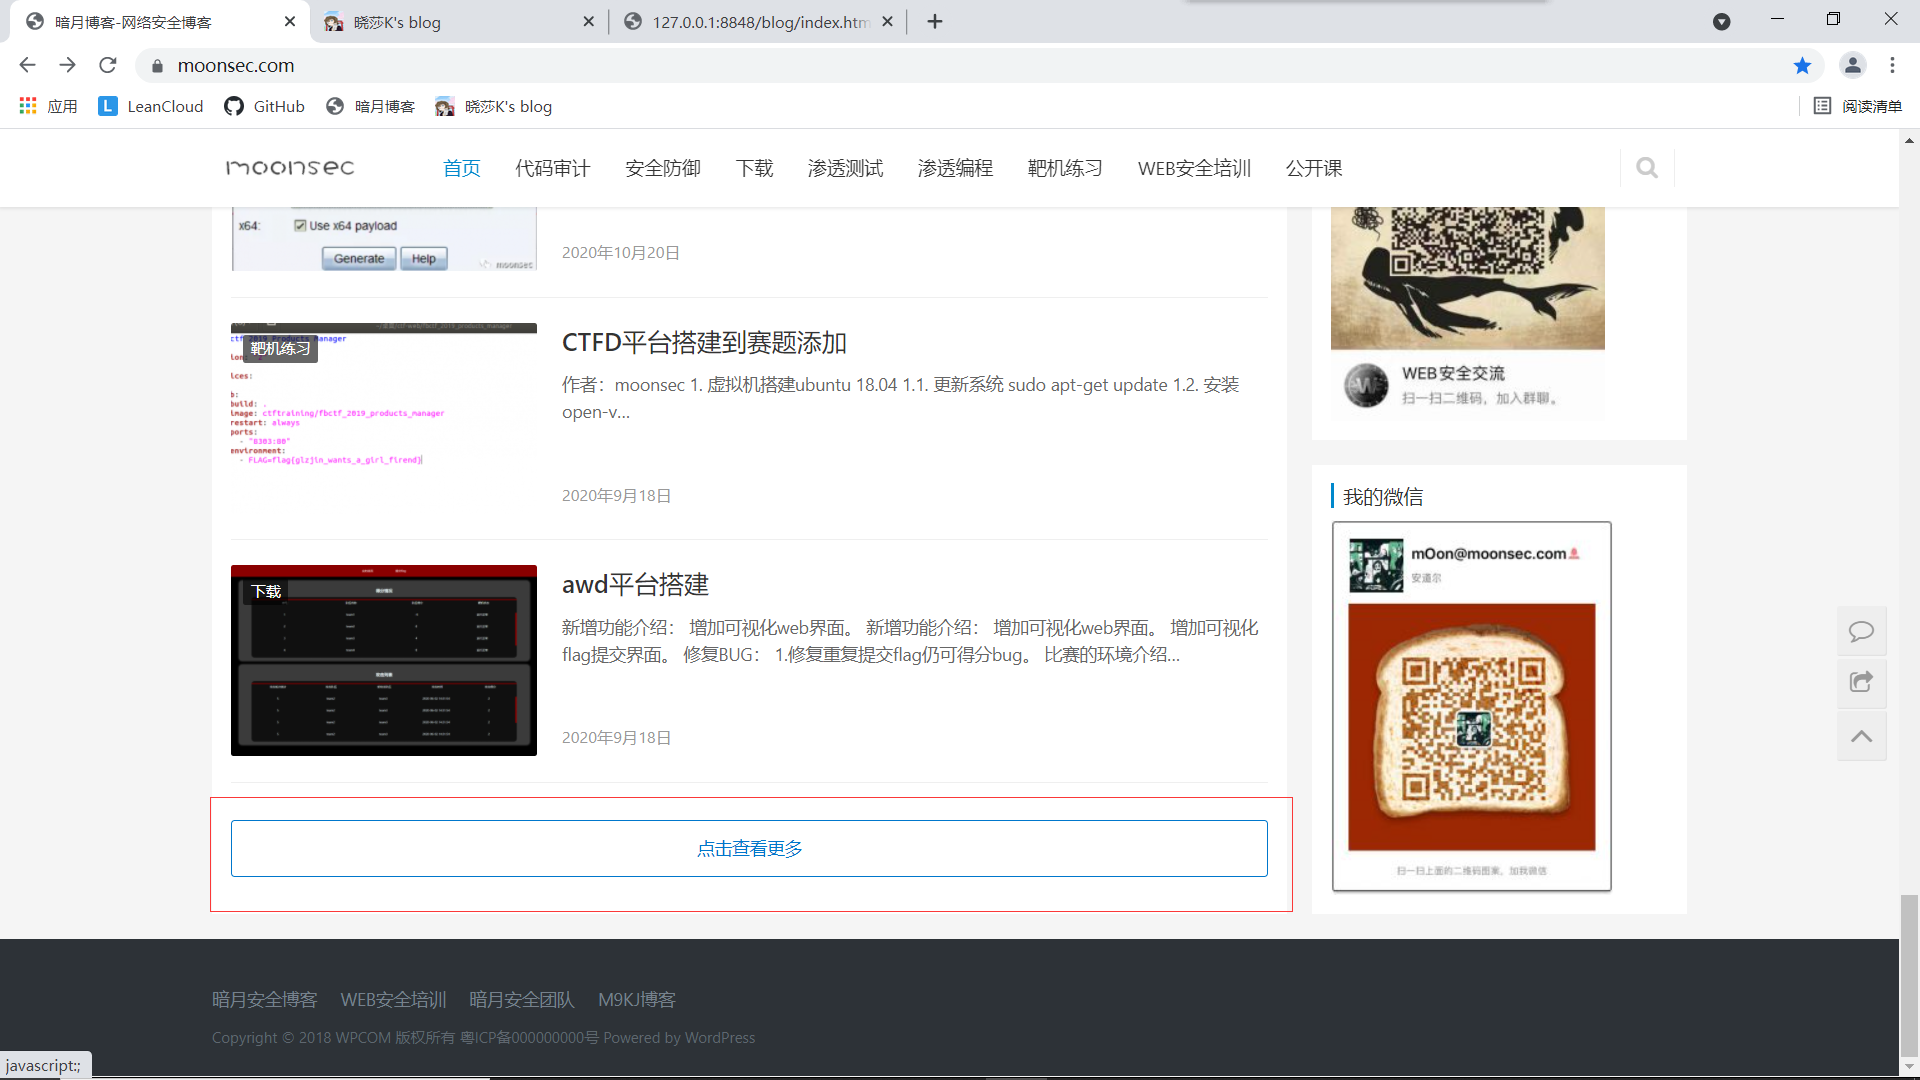 暗月博客-网络安全博客
晓莎K's blog
127.0.0.1:8848/blog/index.htm
moonsec.com
应用
LeanCloud
GitHub
暗月博客
晓莎K's blog
阅读清单
moonsec
首页
代码审计
安全防御
下载
渗透测试
渗透编程
靶机练习
WEB安全培训
公开课
x64:
Use x64 payload
Generate
Help
moonsec
2020年10月20日
靶机练习
build: .
image: ctftraining/fbctf_2019_products_manager
restart: always
ports:
- "8303:80"
environment:
- FLAG=flag{glzjin_wants_a_girl_firend}
CTFD平台搭建到赛题添加
作者：moonsec 1. 虚拟机搭建ubuntu 18.04 1.1. 更新系统 sudo apt-get update 1.2. 安装
open-v...
2020年9月18日
下载
awd平台搭建
新增功能介绍： 增加可视化web界面。 新增功能介绍： 增加可视化web界面。 增加可视化
flag提交界面。 修复BUG： 1.修复重复提交flag仍可得分bug。 比赛的环境介绍...
2020年9月18日
点击查看更多
WEB安全交流
扫一扫二维码，加入群聊。
我的微信
mOon@moonsec.com
安道尔
扫一扫上面的二维码图案，加我微信
暗月安全博客
WEB安全培训
暗月安全团队
M9KJ博客
Copyright © 2018 WPCOM 版权所有 粤ICP备000000000号 Powered by WordPress
javascript:;